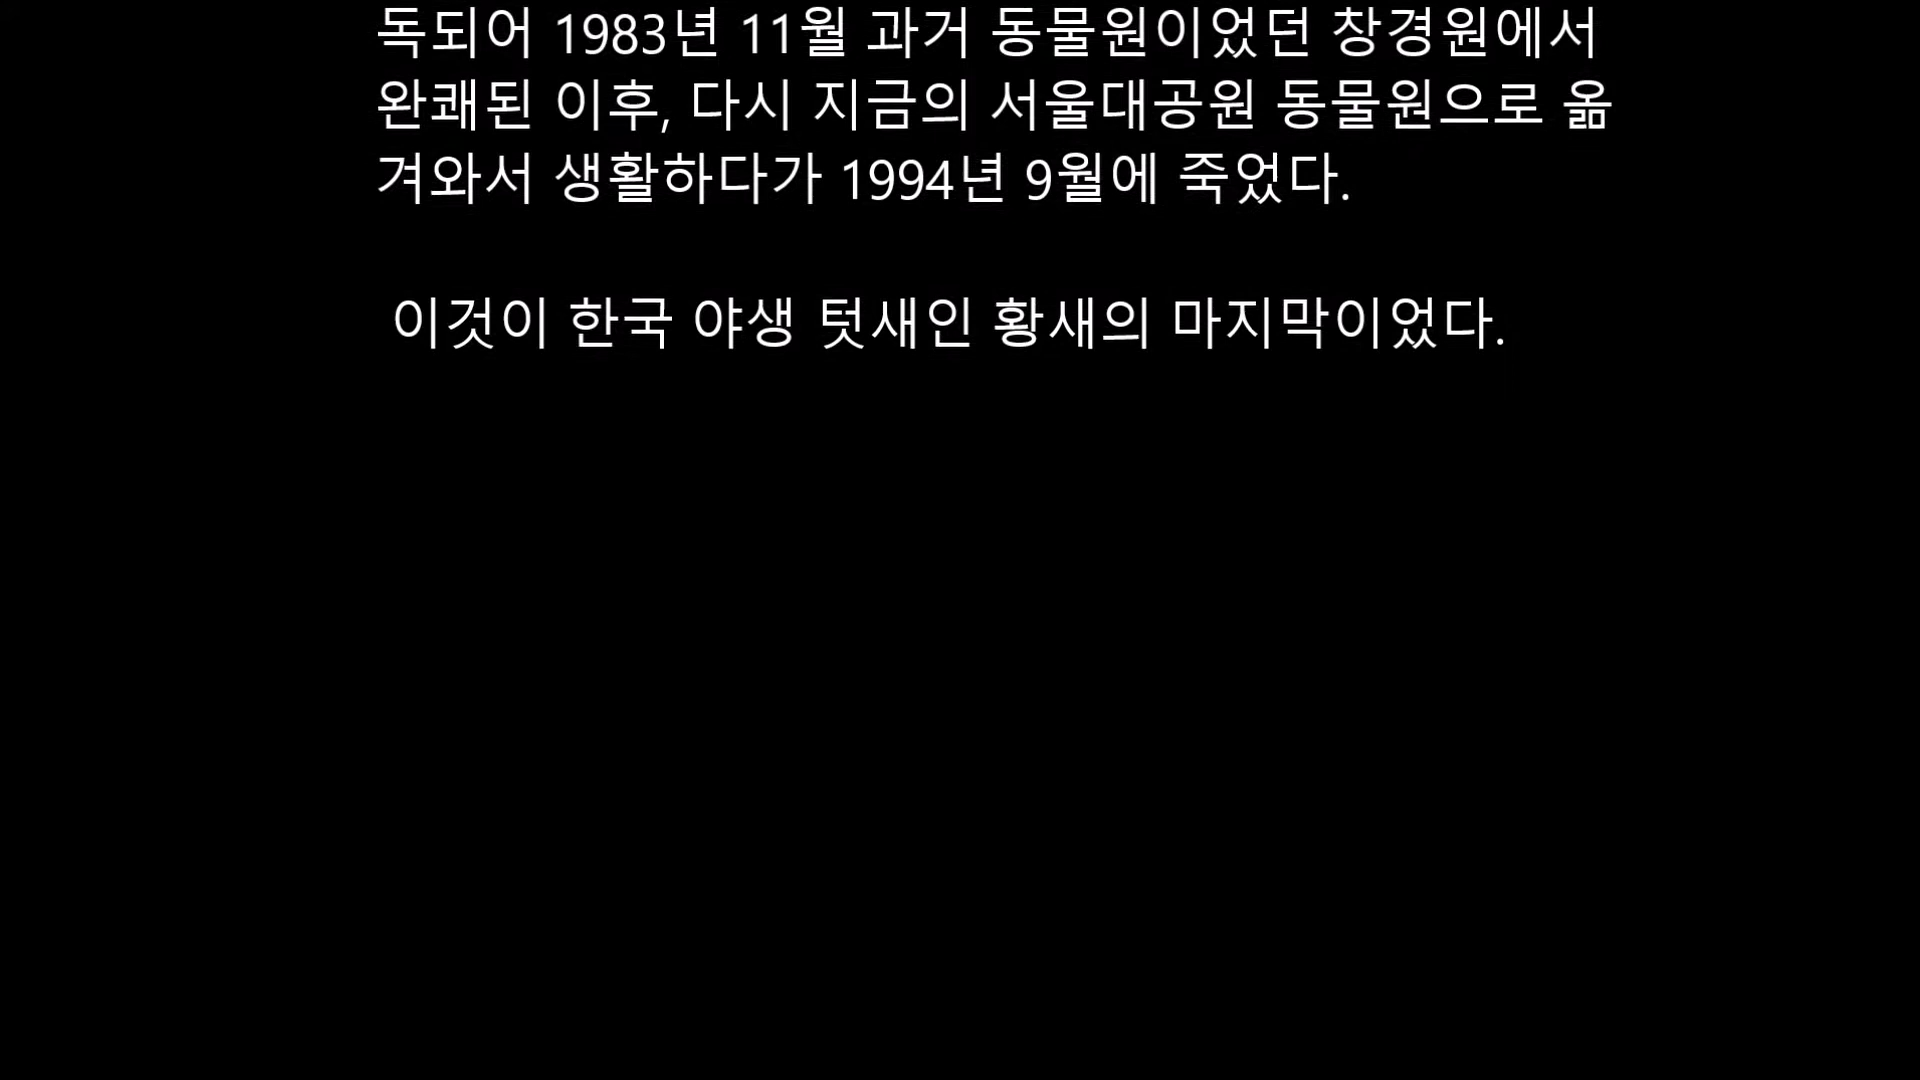 독되어 1983년 11월 과거 동물원이었던 창경원에서
완쾌된 이후, 다시 지금의 서울대공원 동물원으로 옮
겨와서 생활하다가 1994년 9월에 죽었다.
이것이 한국 야생 텃새인 황새의 마지막이었다.